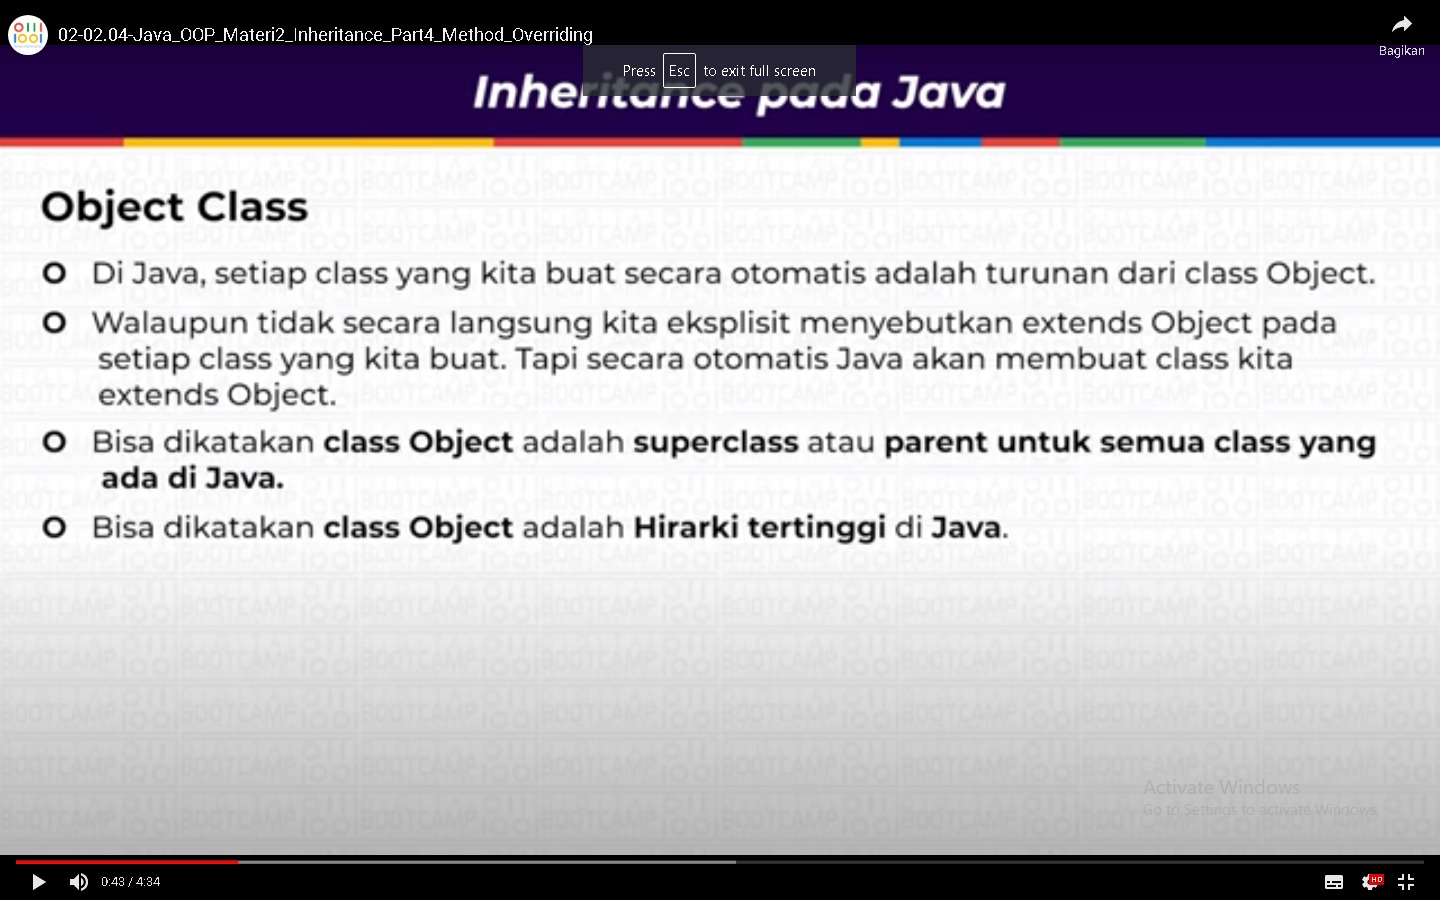 02-02.04-Java_OOP_Materi2_Inheritance_Part4_Method_Overriding
Bagikan
Press Esc to exit full screen
Inheritance pada Java
Object Class
O Di Java, setiap class yang kita buat secara otomatis adalah turunan dari class Object.
O Walaupun tidak secara langsung kita eksplisit menyebutkan extends Object pada
setiap class yang kita buat. Tapi secara otomatis Java akan membuat class kita
extends Object.
O Bisa dikatakan class Object adalah superclass atau parent untuk semua class yang
ada di Java.
O Bisa dikatakan class Object adalah Hirarki tertinggi di Java.
Activate Windows
Go to Settings to activate Windows.
0:43 / 4:34
HD